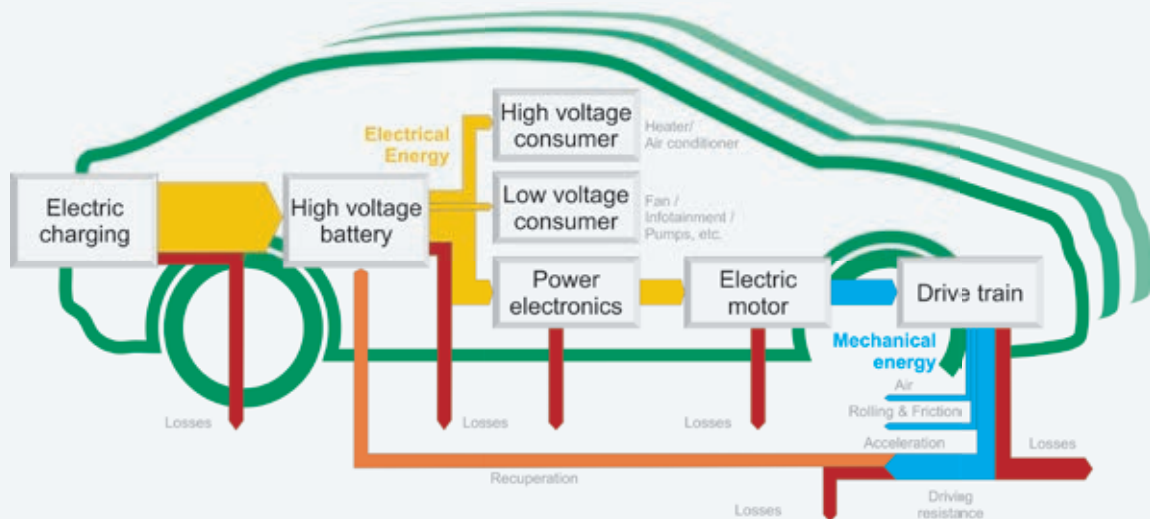 High voltage
consumer
Heater/
Air conditioner
Electrical
Energy
Electric
charging
High voltage
battery
Low voltage
consumer
Fan /
Infotainment /
Pumps, etc.
Power
electronics
Electric
motor
Drive train
Mechanical
energy
Air
Rolling & Friction
Acceleration
Losses
Losses
Losses
Losses
Recuperation
Losses
Driving
resistance